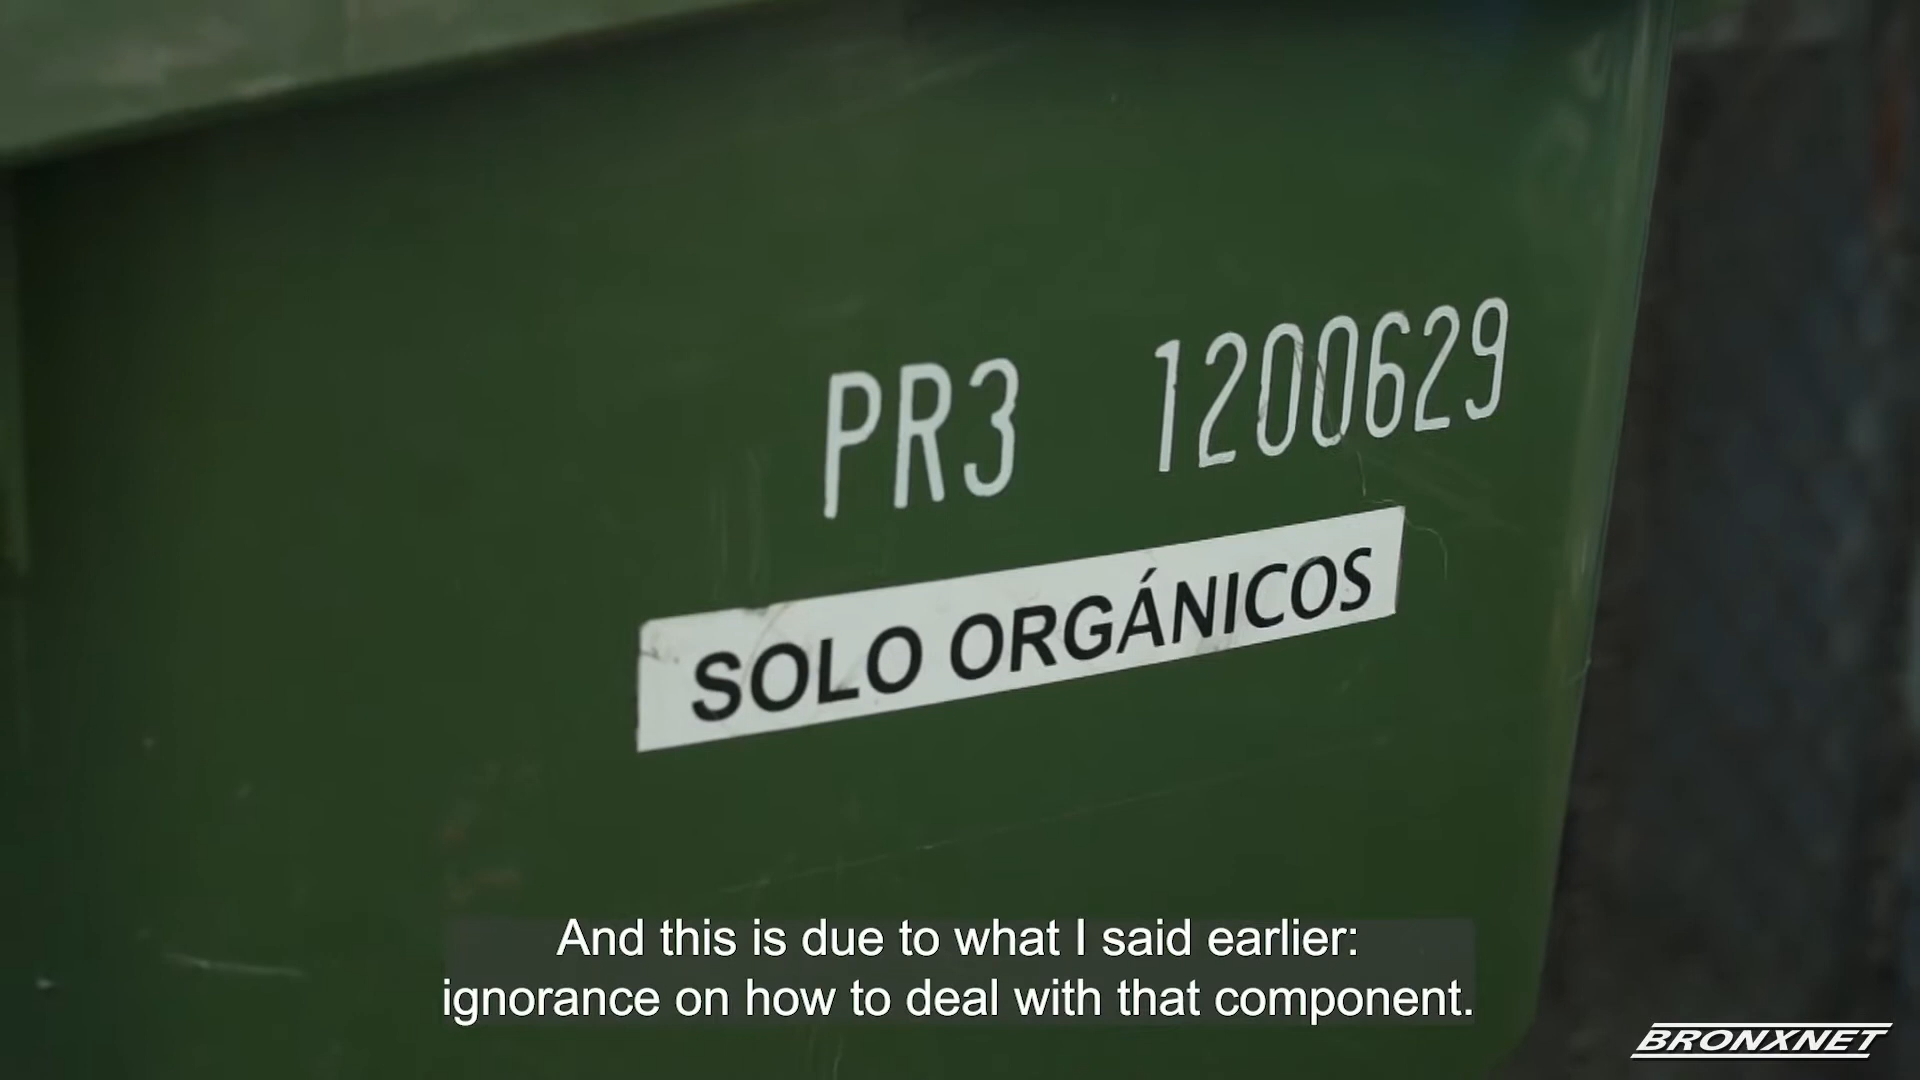 PR3 1200629
SOLO ORGÁNICOS
And this is due to what I said earlier:
ignorance on how to deal with that component.
BRONXNET